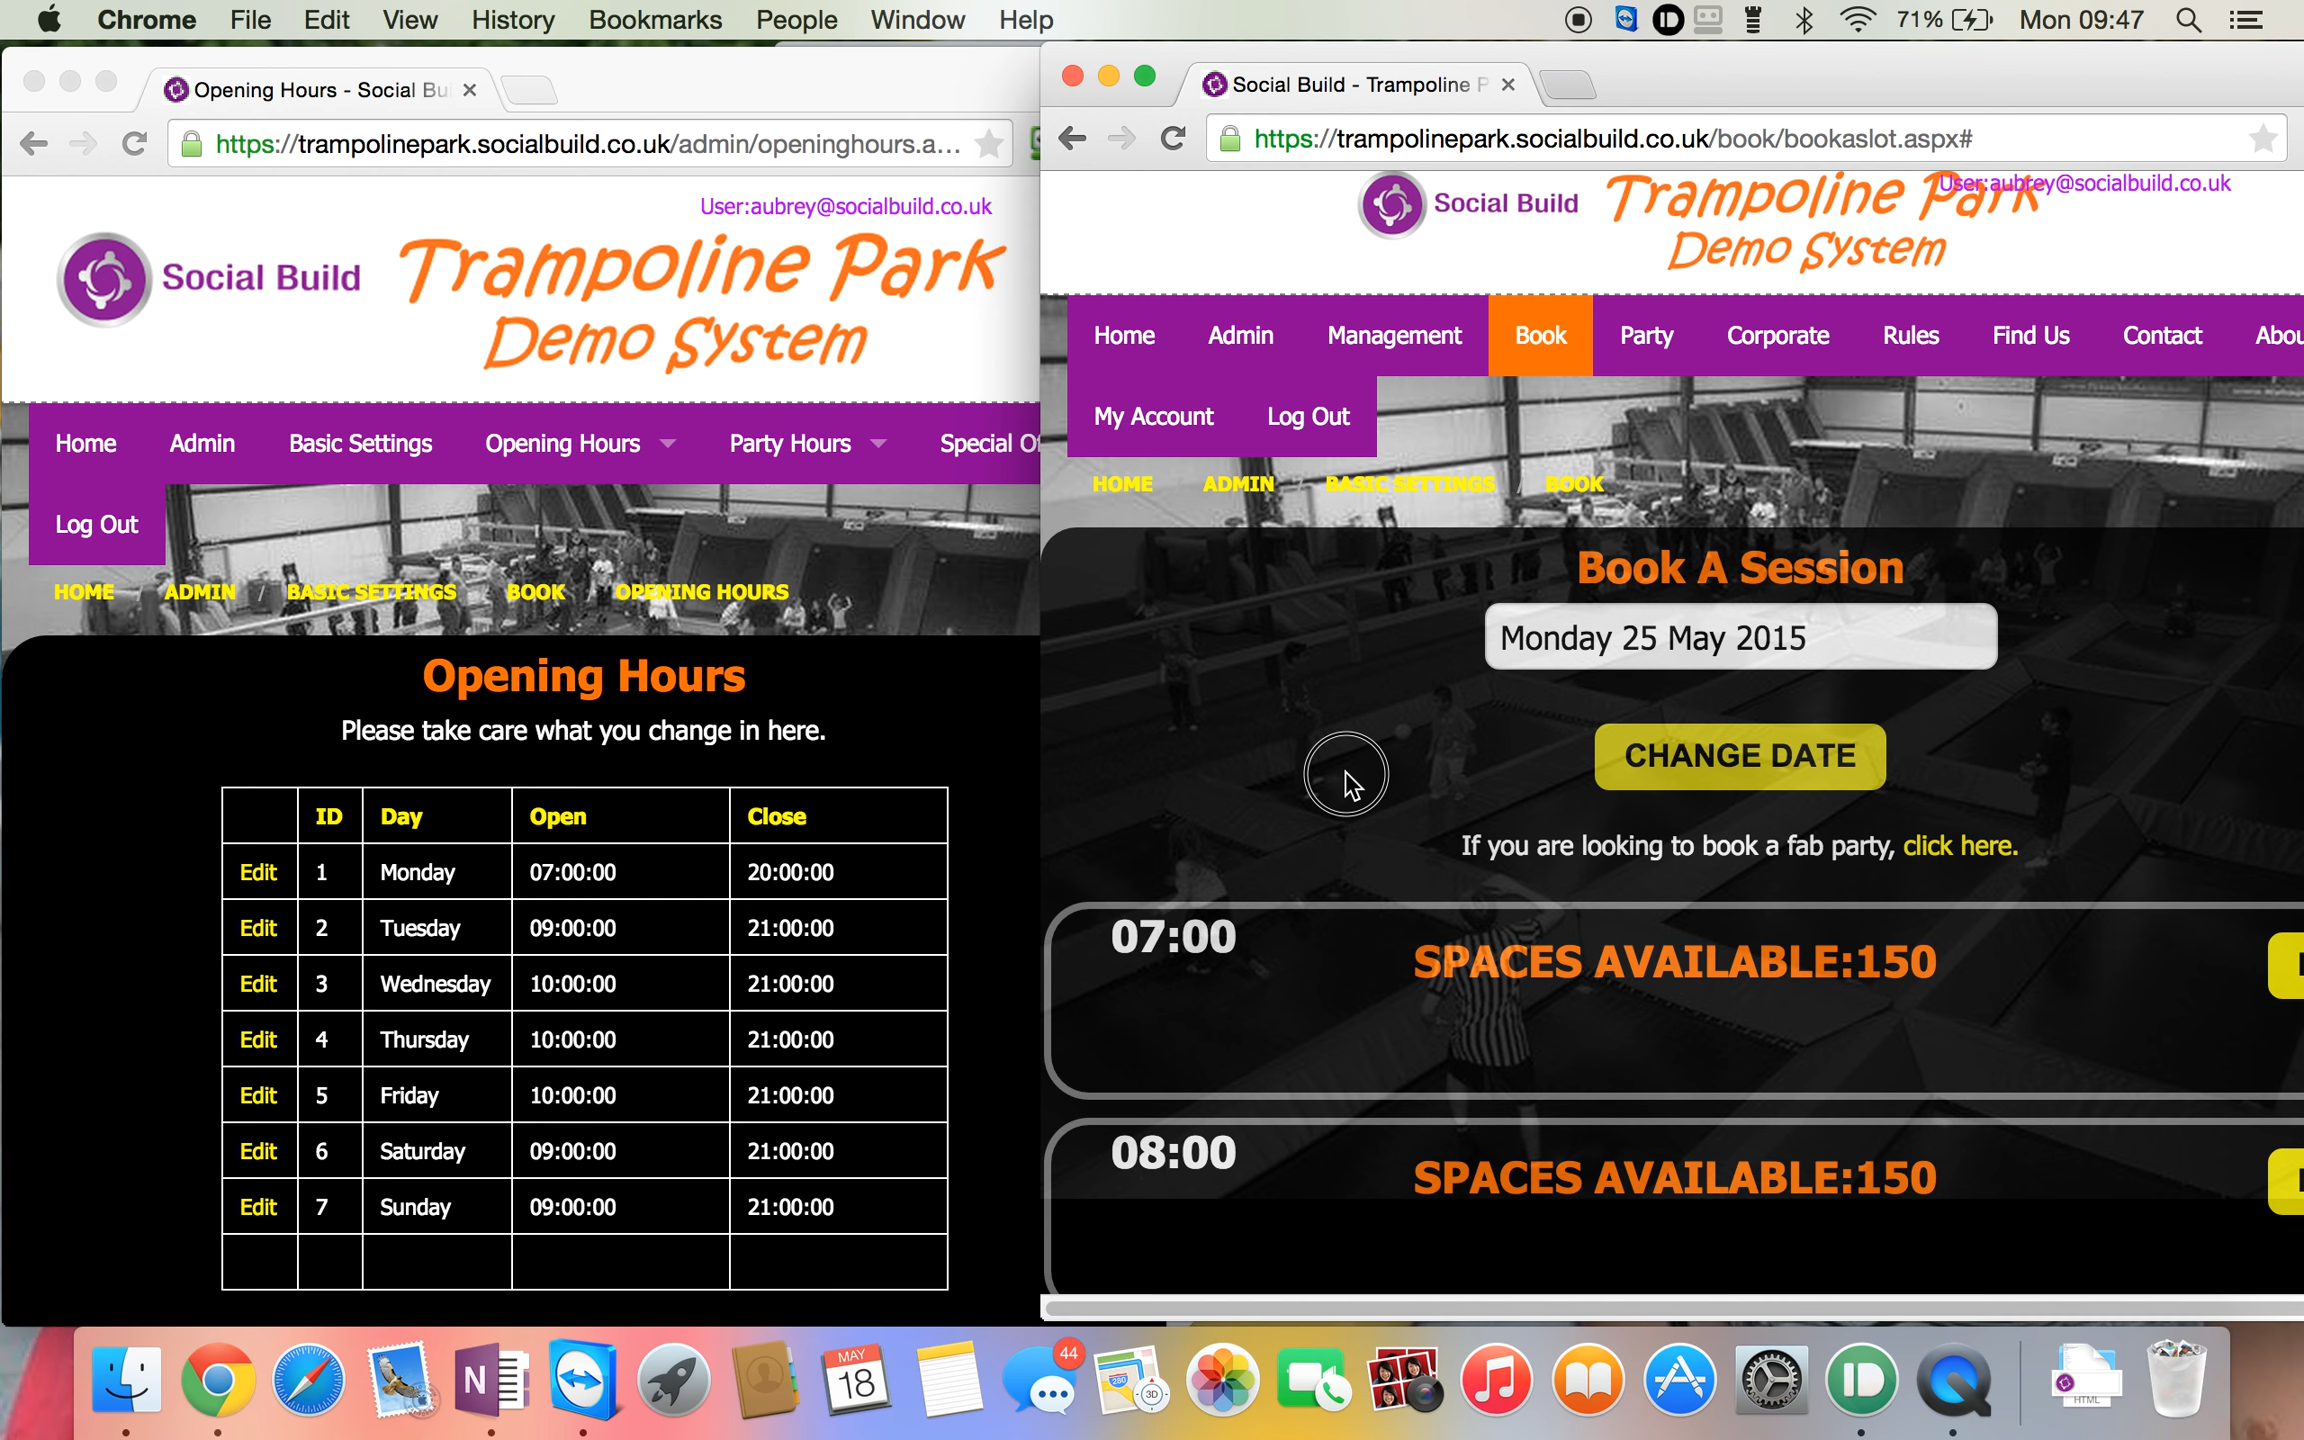 Chrome File Edit View History Bookmarks People Window Help 71% Mon 09:47
Opening Hours - Social Bu
https://trampolinepark.socialbuild.co.uk/admin/openinghours.a...
User:aubrey@socialbuild.co.uk
Social Build Trampoline Park
Demo System
Home Admin Basic Settings Opening Hours Party Hours Special Of
Log Out
HOME ADMIN / BASIC SETTINGS BOOK OPENING HOURS
Opening Hours
Please take care what you change in here.
ID Day Open Close
Edit 1 Monday 07:00:00 20:00:00
Edit 2 Tuesday 09:00:00 21:00:00
Edit 3 Wednesday 10:00:00 21:00:00
Edit 4 Thursday 10:00:00 21:00:00
Edit 5 Friday 10:00:00 21:00:00
Edit 6 Saturday 09:00:00 21:00:00
Edit 7 Sunday 09:00:00 21:00:00
Social Build - Trampoline P
https://trampolinepark.socialbuild.co.uk/book/bookaslot.aspx#
User:aubrey@socialbuild.co.uk
Social Build Trampoline Park
Demo System
Home Admin Management Book Party Corporate Rules Find Us Contact Abou
My Account Log Out
HOME ADMIN / BASIC SETTINGS / BOOK
Book A Session
Monday 25 May 2015
CHANGE DATE
If you are looking to book a fab party, click here.
07:00
SPACES AVAILABLE:150
08:00
SPACES AVAILABLE:150
N
MAY
18
44
280
3D
HTML